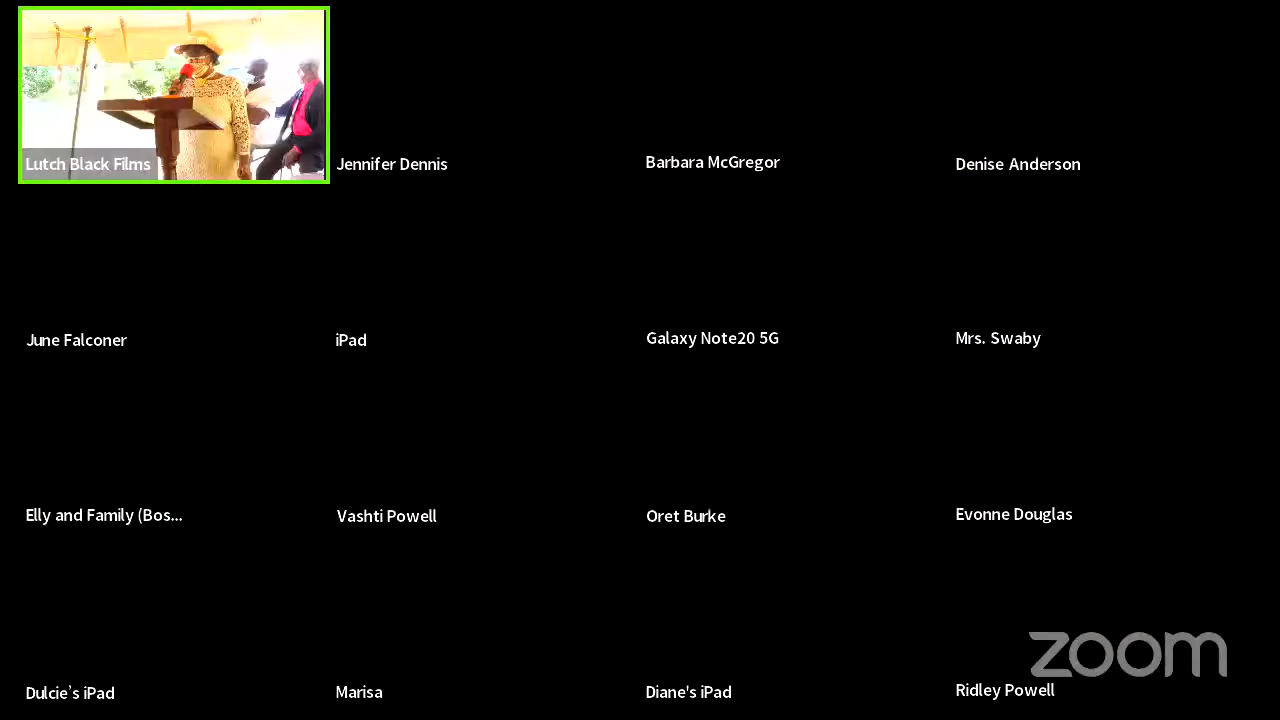 Lutch Black Films
Jennifer Dennis
Barbara McGregor
Denise Anderson
June Falconer
iPad
Galaxy Note20 5G
Mrs. Swaby
Elly and Family (Bos...
Vashti Powell
Oret Burke
Evonne Douglas
Dulcie's iPad
Marisa
Diane's iPad
Ridley Powell
zoom